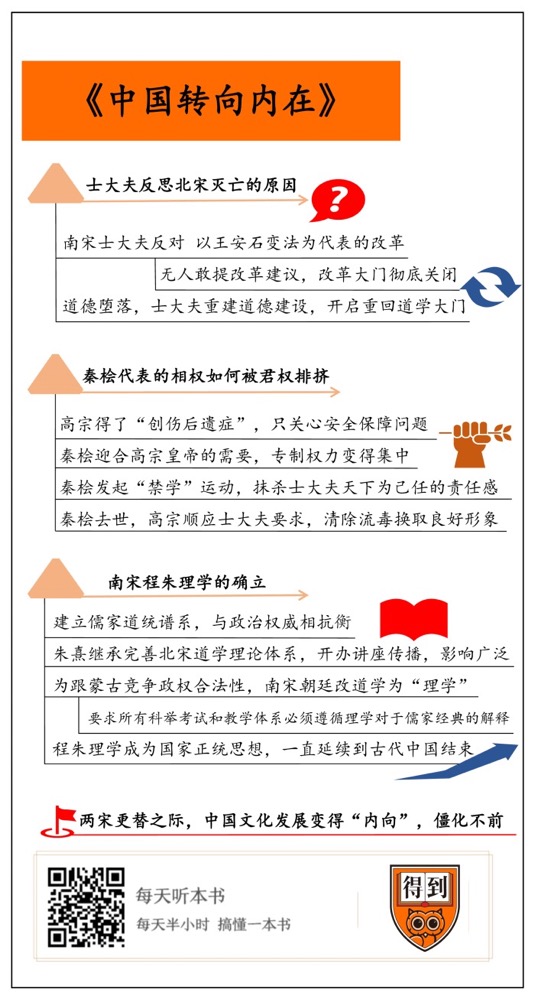 《中国转向内在》
士大夫反思北宋灭亡的原因
?
南宋士大夫反对 以王安石变法为代表的改革
无人敢提改革建议，改革大门彻底关闭
道德堕落，士大夫重建道德建设，开启重回道学大门
秦桧代表的相权如何被君权排挤
高宗得了“创伤后遗症”，只关心安全保障问题
秦桧迎合高宗皇帝的需要，专制权力变得集中
秦桧发起“禁学”运动，抹杀士大夫天下为己任的责任感
秦桧去世，高宗顺应士大夫要求，清除流毒换取良好形象
南宋程朱理学的确立
建立儒家道统谱系，与政治权威相抗衡
朱熹继承完善北宋道学理论体系，开办讲座传播，影响广泛
为跟蒙古竞争政权合法性，南宋朝廷改道学为“理学”
要求所有科举考试和教学体系必须遵循理学对于儒家经典的解释
程朱理学成为国家正统思想，一直延续到古代中国结束
两宋更替之际，中国文化发展变得“内向”，僵化不前
每天听本书
每天半小时 搞懂一本书
得到